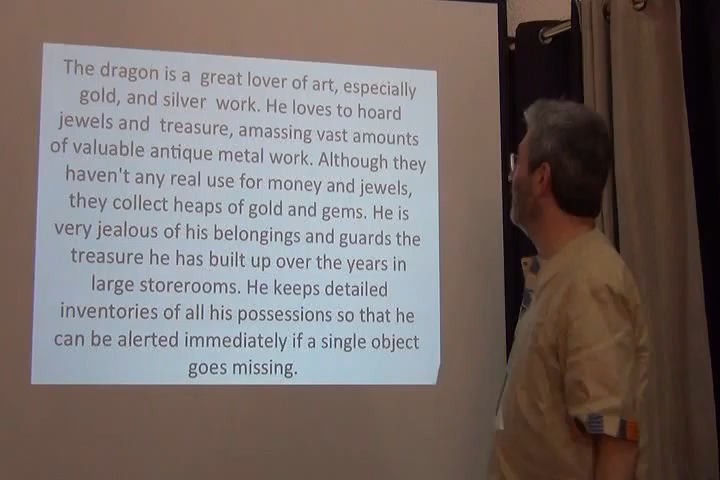 The dragon is a great lover of art, especially
gold, and silver work. He loves to hoard
jewels and treasure, amassing vast amounts
of valuable antique metal work. Although they
haven't any real use for money and jewels,
they collect heaps of gold and gems. He is
very jealous of his belongings and guards the
treasure he has built up over the years in
large storerooms. He keeps detailed
inventories of all his possessions so that he
can be alerted immediately if a single object
goes missing.